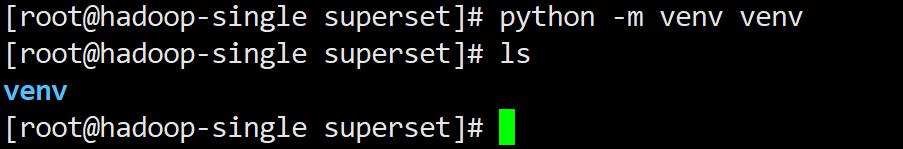 [root@hadoop-single superset]# python -m venv venv
[root@hadoop-single superset]# ls
venv
[root@hadoop-single superset]#